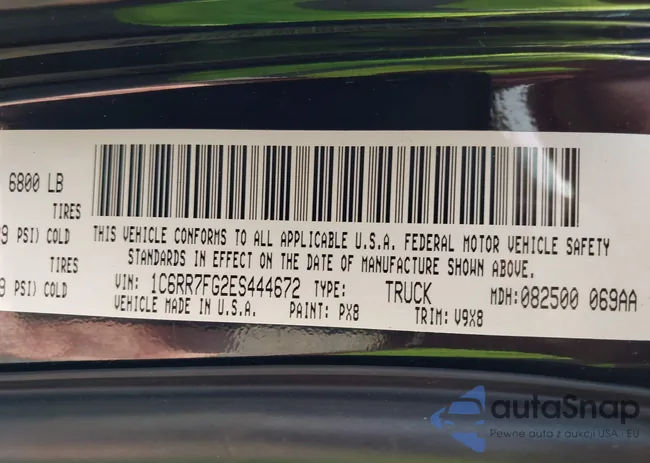 6800 LB
TIRES
9 PSI) COLD
TIRES
9 PSI) COLD
THIS VEHICLE CONFORMS TO ALL APPLICABLE U.S.A. FEDERAL MOTOR VEHICLE SAFETY
STANDARDS IN EFFECT ON THE DATE OF MANUFACTURE SHOWN ABOVE.
VIN: 1C6RR7FG2ES444672 TYPE: TRUCK MDH: 082500 069AA
VEHICLE MADE IN U.S.A. PAINT: PX8 TRIM: V9X8
autaSnap
Pewne auta z aukcji USA, EU